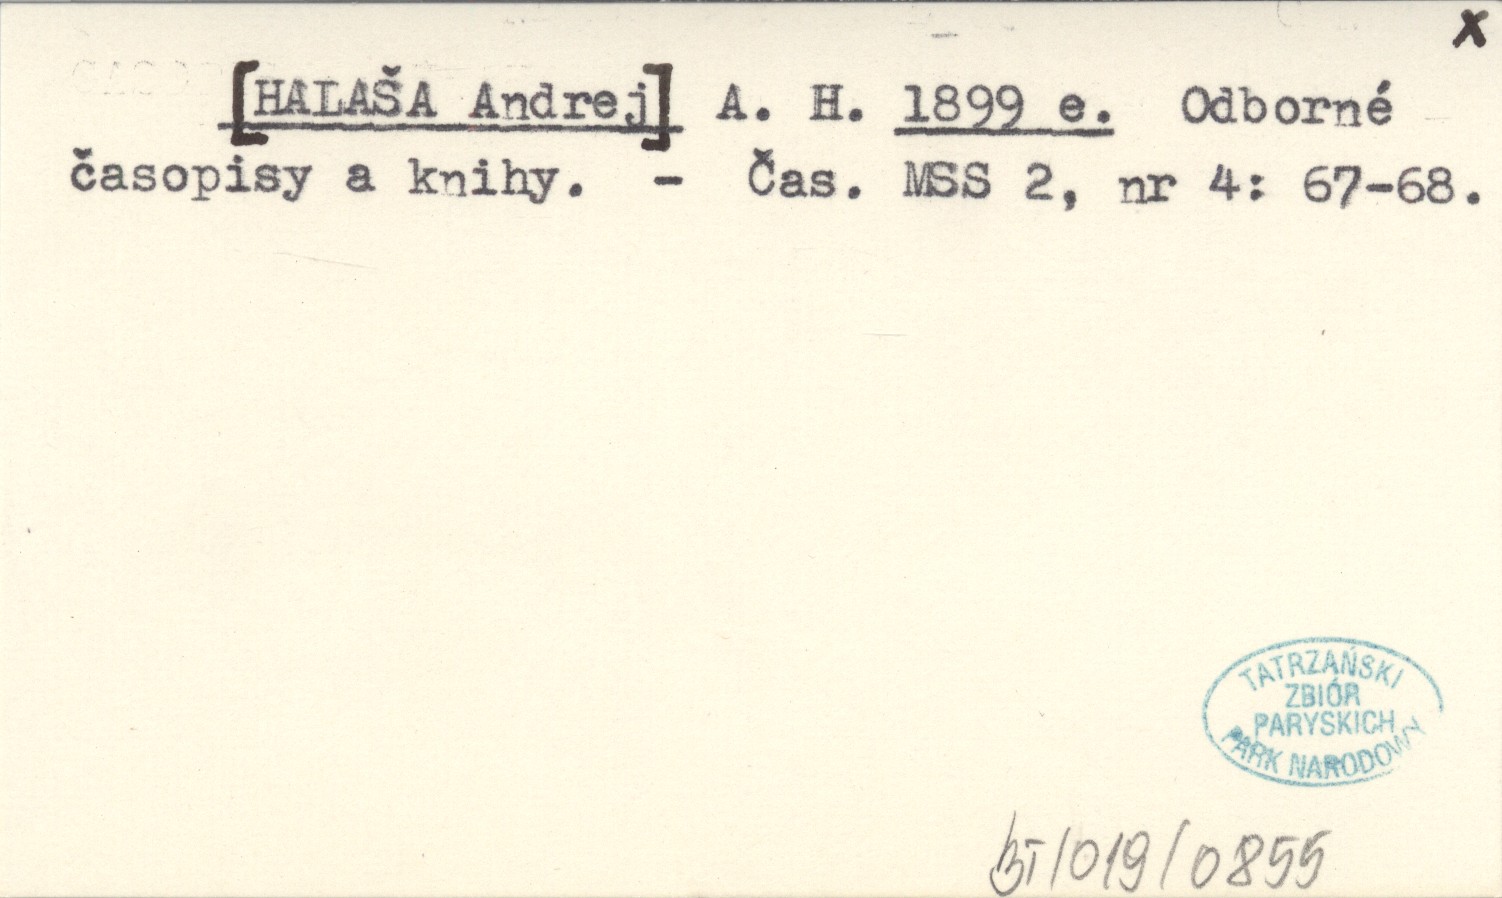 x
[HALAŠA Andrej] A. H. 1899 e. Odborné
časopisy a knihy. - Čas. MSS 2, nr 4: 67-68.
TATRZAŃSKI
ZBIÓR
PARYSKICH
PARK NARODOWY
BT/019/0855